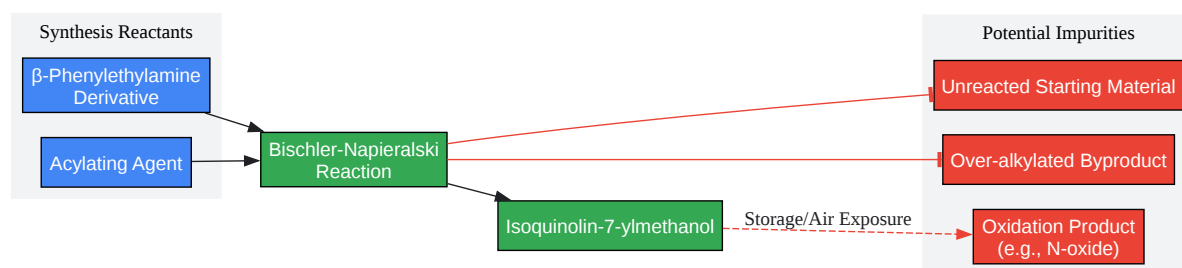 Synthesis Reactants
β-Phenylethylamine
Derivative
Acylating Agent
Bischler-Napieralski
Reaction
Isoquinolin-7-ylmethanol
Storage/Air Exposure
Potential Impurities
Unreacted Starting Material
Over-alkylated Byproduct
Oxidation Product
(e.g., N-oxide)